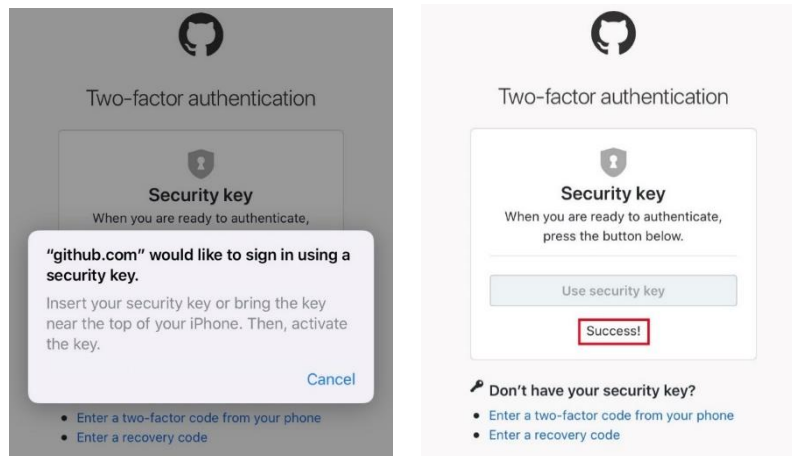 Two-factor authentication
Security key
When you are ready to authenticate,
"github.com" would like to sign in using a
security key.
Insert your security key or bring the key
near the top of your iPhone. Then, activate
the key.
Cancel
Enter a two-factor code from your phone
Enter a recovery code
Two-factor authentication
Security key
When you are ready to authenticate,
press the button below.
Use security key
Success!
Don't have your security key?
Enter a two-factor code from your phone
Enter a recovery code